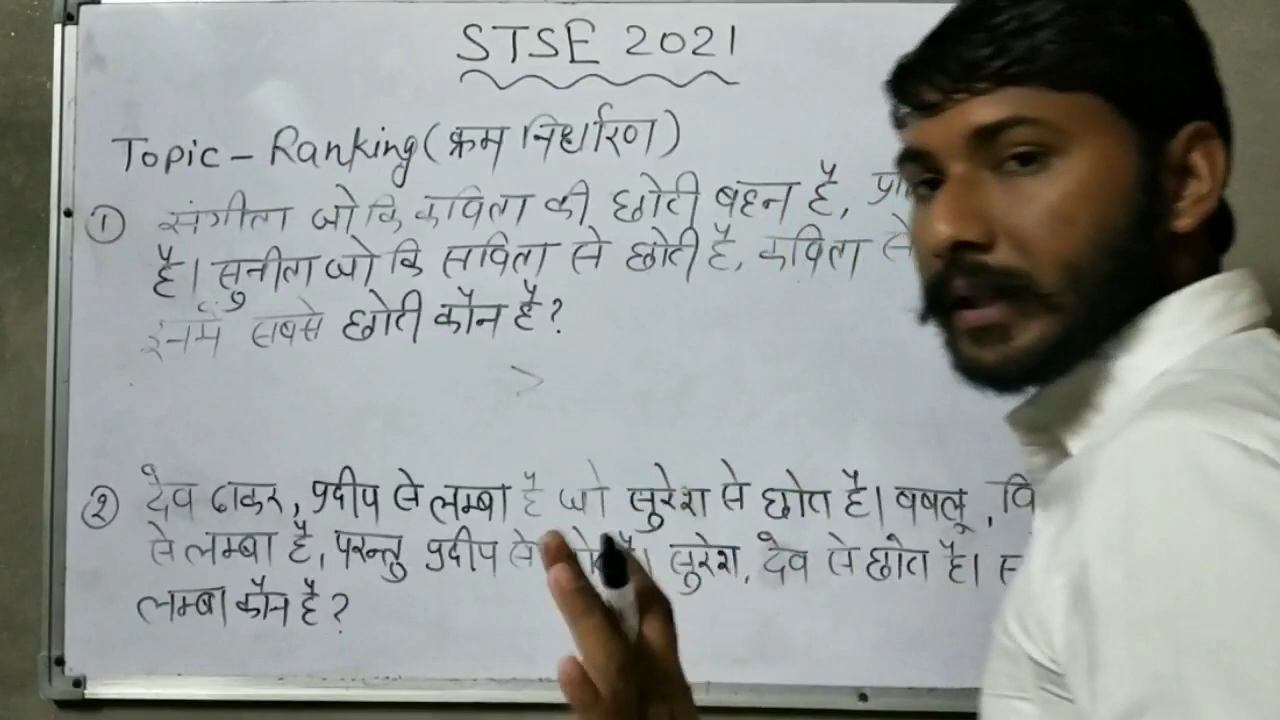 STSE 2021
Topic - Ranking (क्रम निर्धारण)
① संगीता जो कि कविता की छोटी बहन है,
है। सुनीता जो कि सविता से छोटी है, कविता से
इनमें सबसे छोटी कौन है?
>
② देव ठाकर, प्रदीप से लम्बा है जो सुरेश से छोटा है। बबलू,
से लम्बा है, परन्तु प्रदीप से है। सुरेश, देव से छोटा है।
लम्बा कौन है?